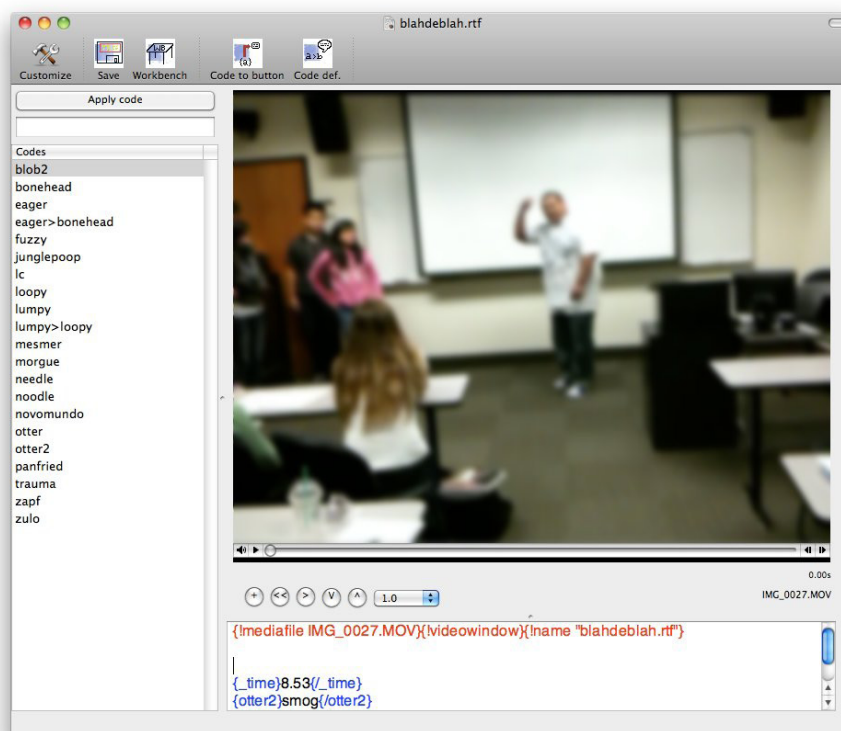 blahdeblah.rtf
Customize Save Workbench Code to button Code def.
Apply code
Codes
blob2
bonehead
eager
eager>bonehead
fuzzy
junglepoop
lc
loopy
lumpy
lumpy>loopy
mesmer
morgue
needle
noodle
novomundo
otter
otter2
panfried
trauma
zapf
zulo
0.00s
+ << > V ^ 1.0
IMG_0027.MOV
{!mediafile IMG_0027.MOV}{!videowindow}{!name "blahdeblah.rtf"}
{_time}8.53{/_time}
{otter2}smog{/otter2}